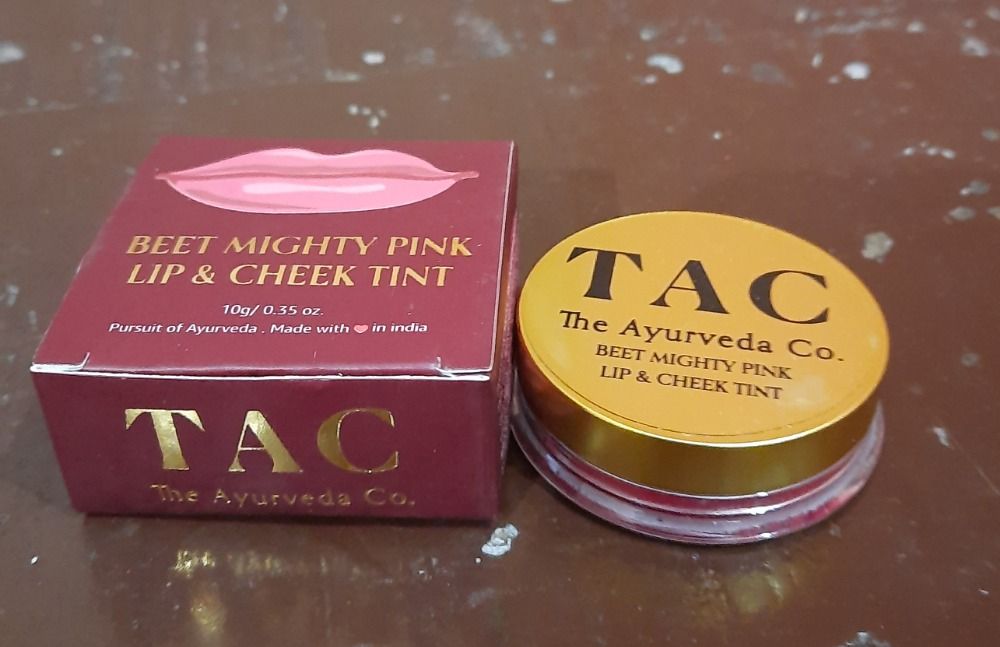 BEET MIGHTY PINK
LIP & CHEEK TINT
10g/ 0.35 oz.
Pursuit of Ayurveda . Made with ❤ in india
TAC
The Ayurveda Co.
TAC
The Ayurveda Co.
BEET MIGHTY PINK
LIP & CHEEK TINT